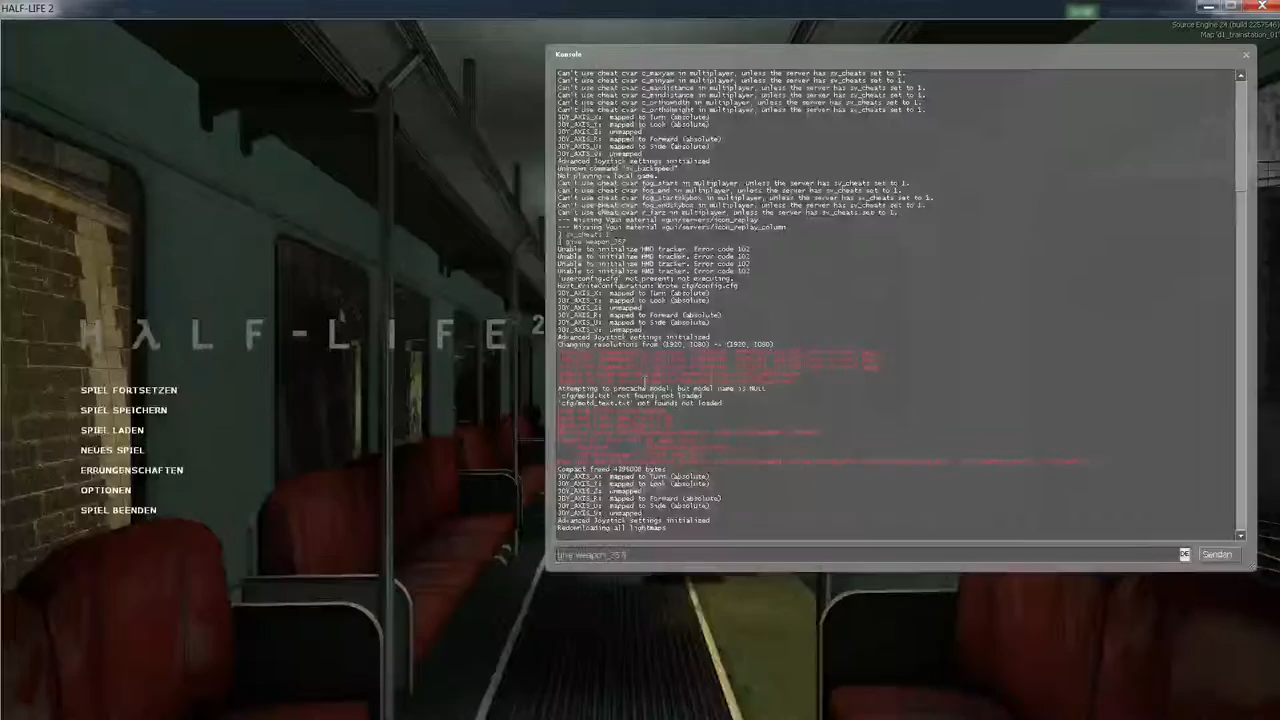 HALF-LIFE 2
Source Engine 24 (build 2257546)
Map 'd1_trainstation_01'
Konsole
Can't use cheat cvar c_maxyaw in multiplayer, unless the server has sv_cheats set to 1.
Can't use cheat cvar c_minyaw in multiplayer, unless the server has sv_cheats set to 1.
Can't use cheat cvar c_maxdistance in multiplayer, unless the server has sv_cheats set to 1.
Can't use cheat cvar c_mindistance in multiplayer, unless the server has sv_cheats set to 1.
Can't use cheat cvar c_orthowidth in multiplayer, unless the server has sv_cheats set to 1.
Can't use cheat cvar c_orthoheight in multiplayer, unless the server has sv_cheats set to 1.
JOY_AXIS_X: mapped to Turn (absolute)
JOY_AXIS_Y: mapped to Look (absolute)
JOY_AXIS_Z: unmapped
JOY_AXIS_R: mapped to Forward (absolute)
JOY_AXIS_U: mapped to Side (absolute)
JOY_AXIS_V: unmapped
Advanced Joystick settings initialized
Unknown command "sv_backspeed"
Not playing a local game.
Can't use cheat cvar fog_start in multiplayer, unless the server has sv_cheats set to 1.
Can't use cheat cvar fog_end in multiplayer, unless the server has sv_cheats set to 1.
Can't use cheat cvar fog_startskybox in multiplayer, unless the server has sv_cheats set to 1.
Can't use cheat cvar fog_endskybox in multiplayer, unless the server has sv_cheats set to 1.
Can't use cheat cvar r_farz in multiplayer, unless the server has sv_cheats set to 1.
--- Missing Vgui material vgui/servers/icon_replay
--- Missing Vgui material vgui/servers/icon_replay_column
] sv_cheats 1
] give weapon_357
Unable to initialize HMD tracker. Error code 102
Unable to initialize HMD tracker. Error code 102
Unable to initialize HMD tracker. Error code 102
Unable to initialize HMD tracker. Error code 102
'userconfig.cfg' not present; not executing.
Host_WriteConfiguration: Wrote cfg/config.cfg
JOY_AXIS_X: mapped to Turn (absolute)
JOY_AXIS_Y: mapped to Look (absolute)
JOY_AXIS_Z: unmapped
JOY_AXIS_R: mapped to Forward (absolute)
JOY_AXIS_U: mapped to Side (absolute)
JOY_AXIS_V: unmapped
Advanced Joystick settings initialized
Changing resolutions from (1920, 1080) -> (1920, 1080)
Attempting to precache model, but model name is NULL
'cfg/motd.txt' not found; not loaded
'cfg/motd_text.txt' not found; not loaded
Compact freed 4395008 bytes
JOY_AXIS_X: mapped to Turn (absolute)
JOY_AXIS_Y: mapped to Look (absolute)
JOY_AXIS_Z: unmapped
JOY_AXIS_R: mapped to Forward (absolute)
JOY_AXIS_U: mapped to Side (absolute)
JOY_AXIS_V: unmapped
Advanced Joystick settings initialized
Redownloading all lightmaps
give weapon_357
DE
Senden
HALF-LIFE 2
SPIEL FORTSETZEN
SPIEL SPEICHERN
SPIEL LADEN
NEUES SPIEL
ERRUNGENSCHAFTEN
OPTIONEN
SPIEL BEENDEN